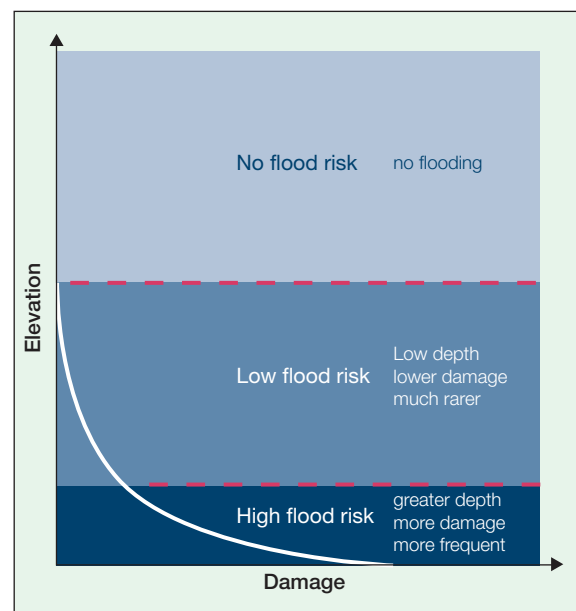 No flood risk
no flooding
Elevation
Low flood risk
Low depth
lower damage
much rarer
High flood risk
greater depth
more damage
more frequent
Damage